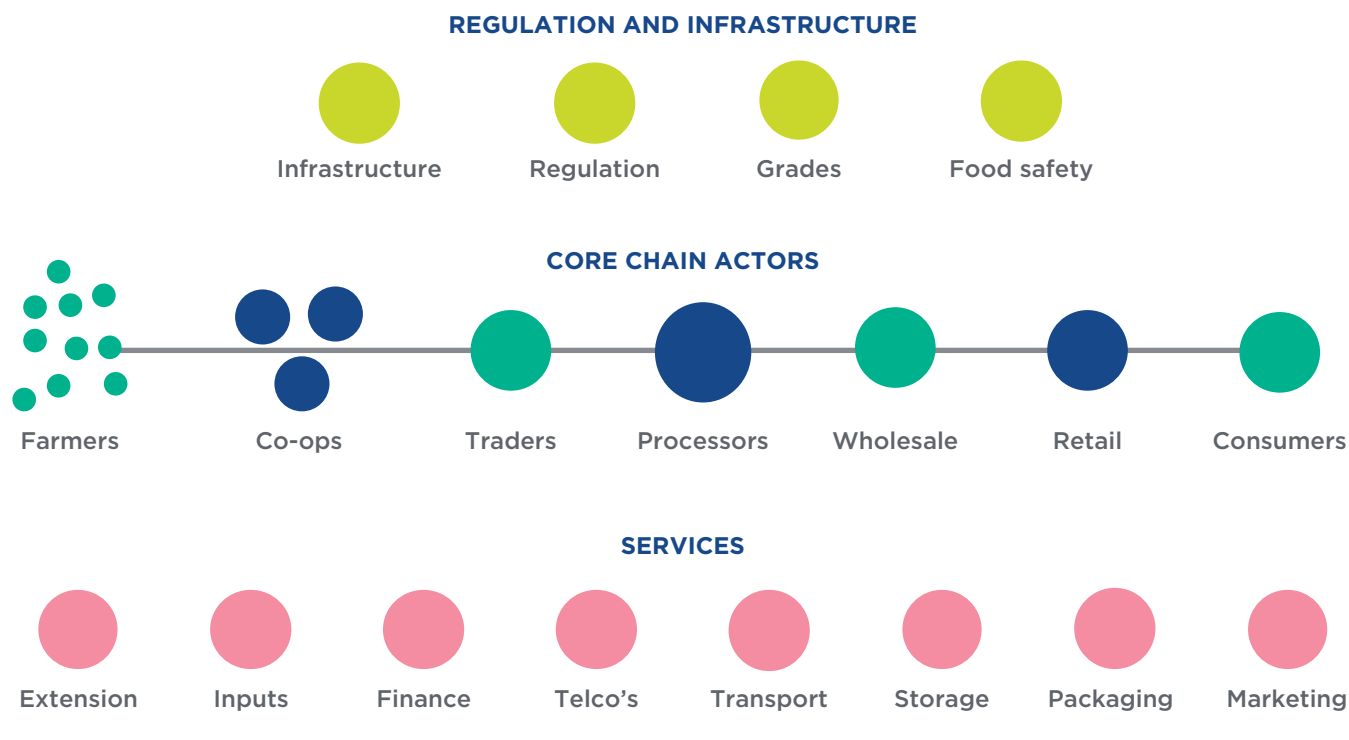 REGULATION AND INFRASTRUCTURE
Infrastructure
Regulation
Grades
Food safety
CORE CHAIN ACTORS
Farmers
Co-ops
Traders
Processors
Wholesale
Retail
Consumers
SERVICES
Extension
Inputs
Finance
Telco’s
Transport
Storage
Packaging
Marketing